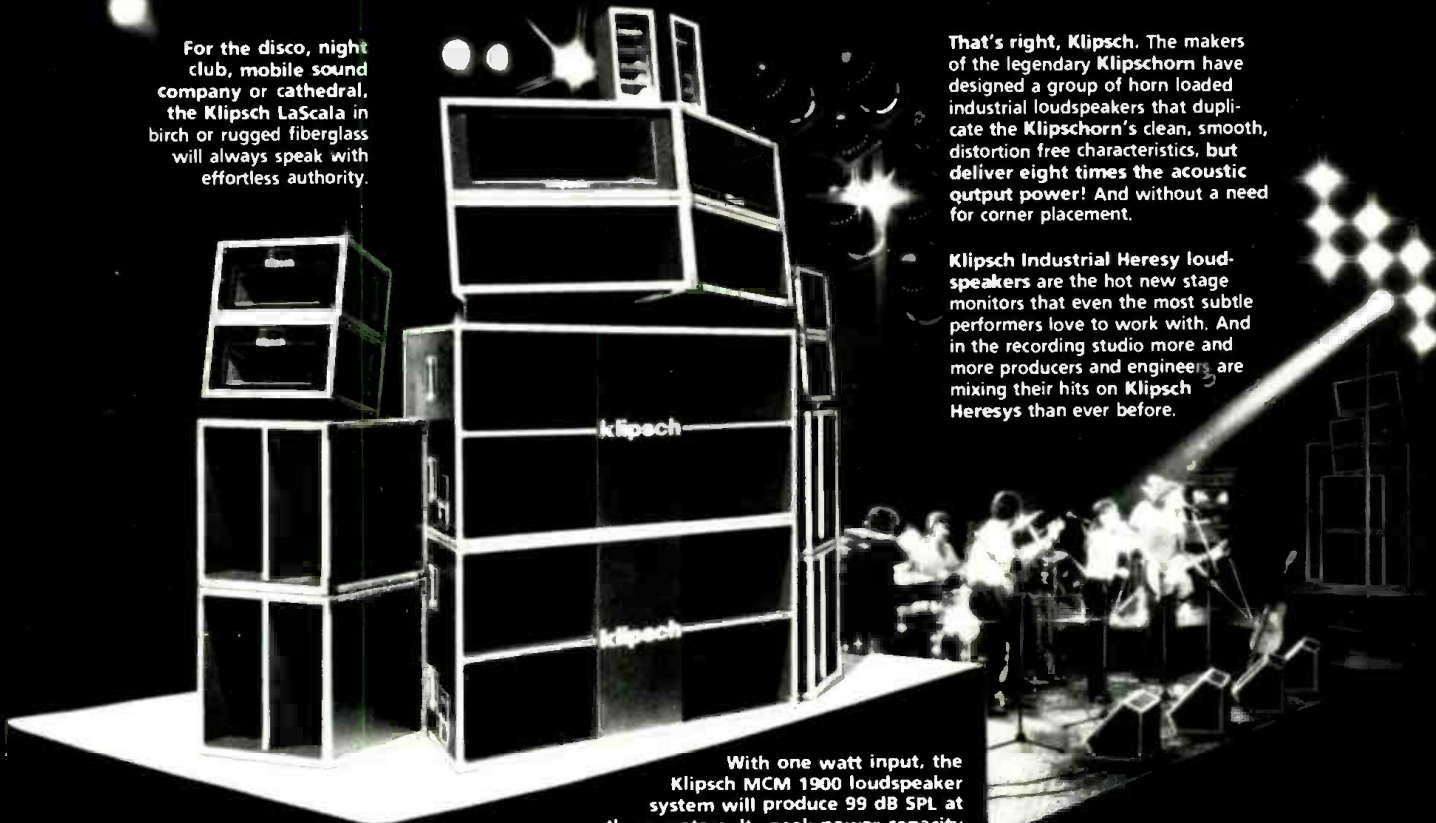 For the disco, night
club, mobile sound
company or cathedral,
the Klipsch LaScala in
birch or rugged fiberglass
will always speak with
effortless authority.
That's right, Klipsch. The makers
of the legendary Klipschorn have
designed a group of horn loaded
industrial loudspeakers that dupli-
cate the Klipschorn's clean, smooth,
distortion free characteristics, but
deliver eight times the acoustic
output power! And without a need
for corner placement.
Klipsch Industrial Heresy loud-
speakers are the hot new stage
monitors that even the most subtle
performers love to work with. And
in the recording studio more and
more producers and engineers are
mixing their hits on Klipsch
Heresys than ever before.
klipsch
klipsch
With one watt input, the
Klipsch MCM 1900 loudspeaker
system will produce 99 dB SPL at